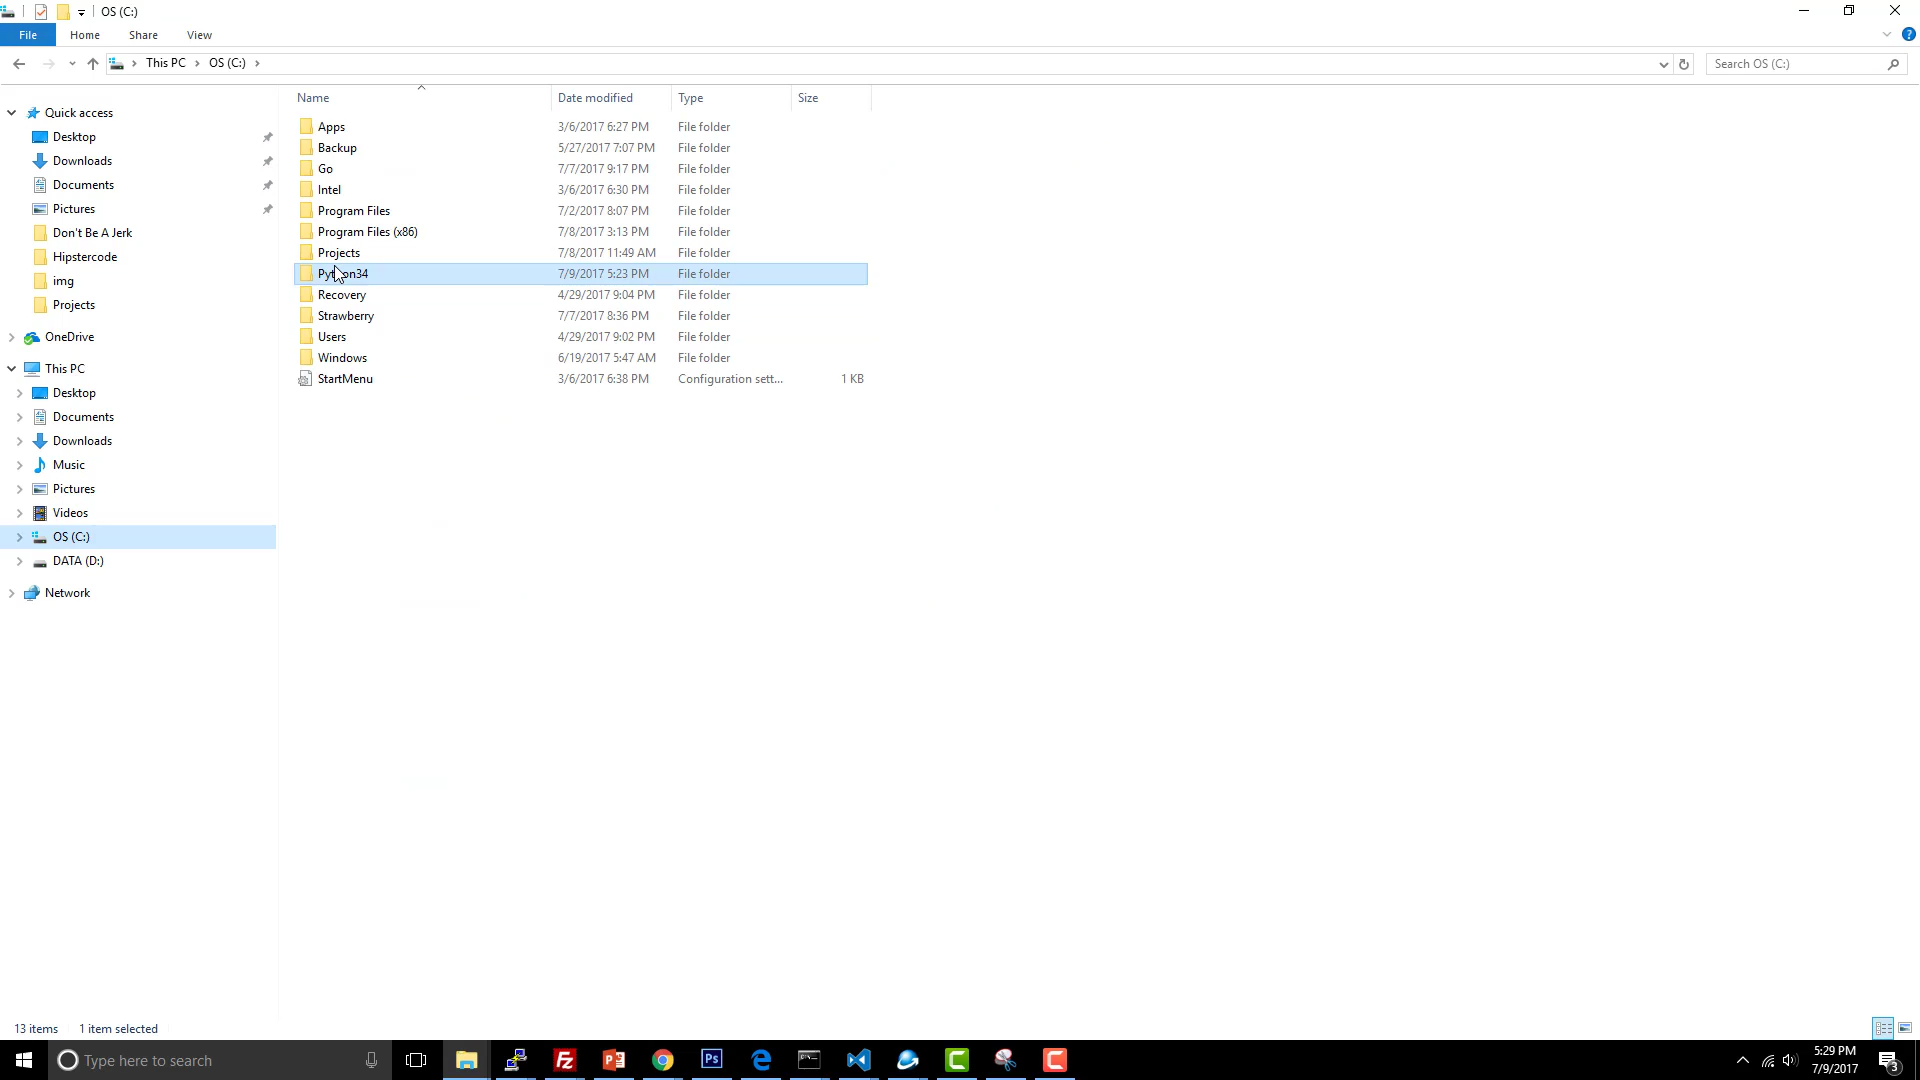 OS (C:)
File Home Share View
This PC OS (C:) Search OS (C:)
Name Date modified Type Size
Quick access
Desktop
Downloads
Documents
Pictures
Don't Be A Jerk
Hipstercode
img
Projects
OneDrive
This PC
Desktop
Documents
Downloads
Music
Pictures
Videos
OS (C:)
DATA (D:)
Network
Apps 3/6/2017 6:27 PM File folder
Backup 5/27/2017 7:07 PM File folder
Go 7/7/2017 9:17 PM File folder
Intel 3/6/2017 6:30 PM File folder
Program Files 7/2/2017 8:07 PM File folder
Program Files (x86) 7/8/2017 3:13 PM File folder
Projects 7/8/2017 11:49 AM File folder
Python34 7/9/2017 5:23 PM File folder
Recovery 4/29/2017 9:04 PM File folder
Strawberry 7/7/2017 8:36 PM File folder
Users 4/29/2017 9:02 PM File folder
Windows 6/19/2017 5:47 AM File folder
StartMenu 3/6/2017 6:38 PM Configuration sett... 1 KB
13 items 1 item selected
Type here to search
Fz
Ps
5:29 PM
7/9/2017
3